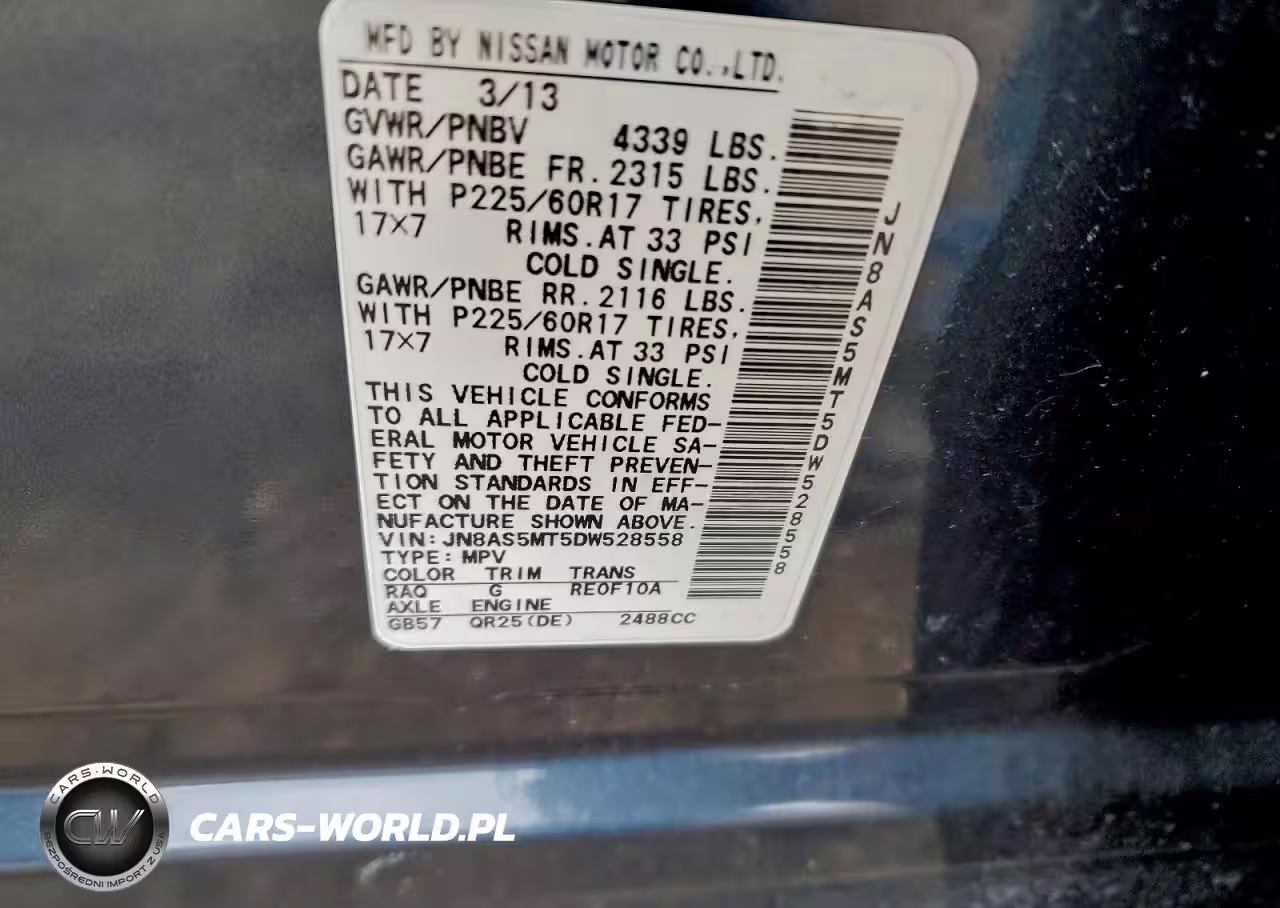 MFD BY NISSAN MOTOR CO.,LTD.
DATE 3/13
GVWR/PNBV 4339 LBS.
GAWR/PNBE FR. 2315 LBS.
WITH P225/60R17 TIRES,
17×7 RIMS. AT 33 PSI
COLD SINGLE.
GAWR/PNBE RR. 2116 LBS.
WITH P225/60R17 TIRES,
17×7 RIMS. AT 33 PSI
COLD SINGLE.
THIS VEHICLE CONFORMS
TO ALL APPLICABLE FED-
ERAL MOTOR VEHICLE SA-
FETY AND THEFT PREVEN-
TION STANDARDS IN EFF-
ECT ON THE DATE OF MA-
NUFACTURE SHOWN ABOVE.
VIN: JN8AS5MT5DW528558
TYPE: MPV
COLOR TRIM TRANS
RAQ G RE0F10A
AXLE ENGINE
GB57 QR25(DE) 2488CC
JN8AS5MT5DW528558
CARS-WORLD
CW
BEZPOŚREDNI IMPORT Z USA
CARS-WORLD.PL